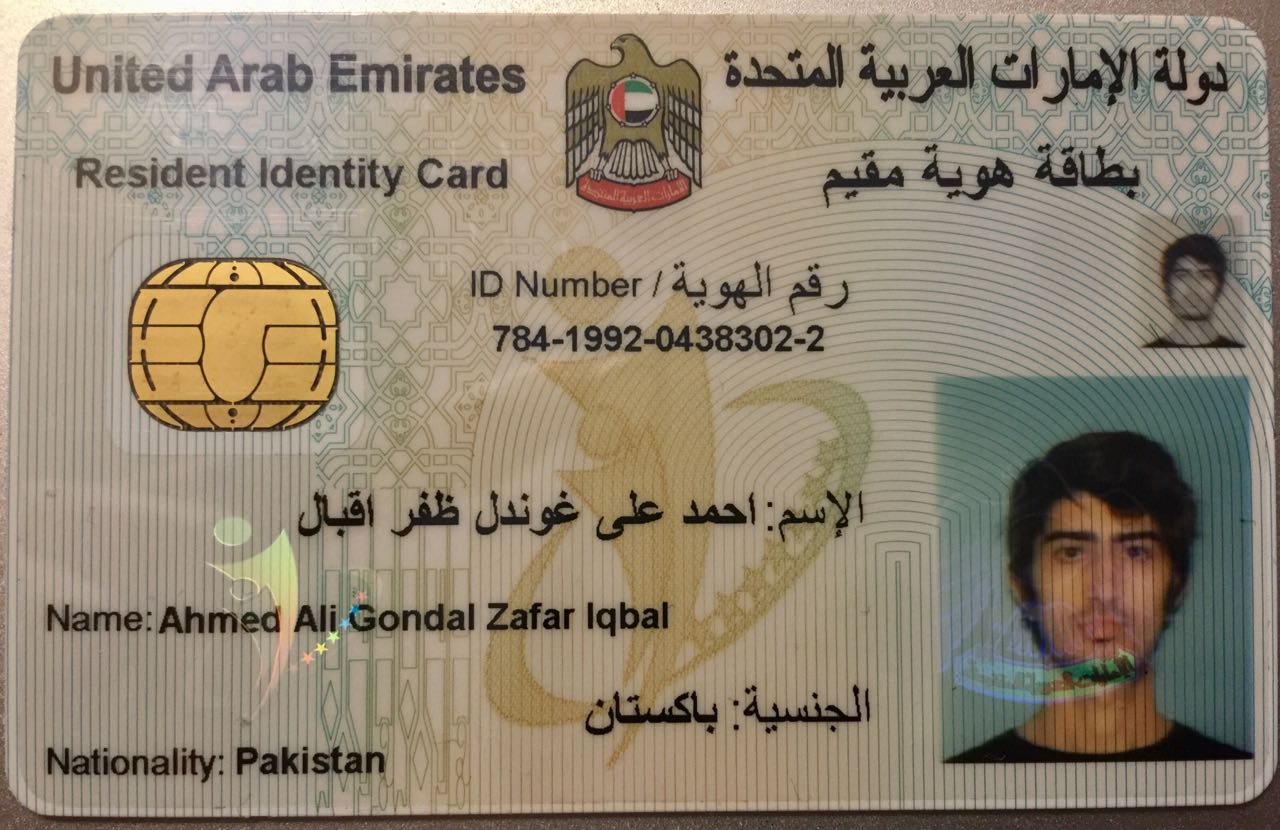 United Arab Emirates
دولة الإمارات العربية المتحدة
Resident Identity Card
بطاقة هوية مقيم
الإمارات العربية المتحدة
ID Number / رقم الهوية
784-1992-0438302-2
الإسم: احمد على غوندل ظفر اقبال
Name: Ahmed Ali Gondal Zafar Iqbal
الجنسية: باكستان
Nationality: Pakistan